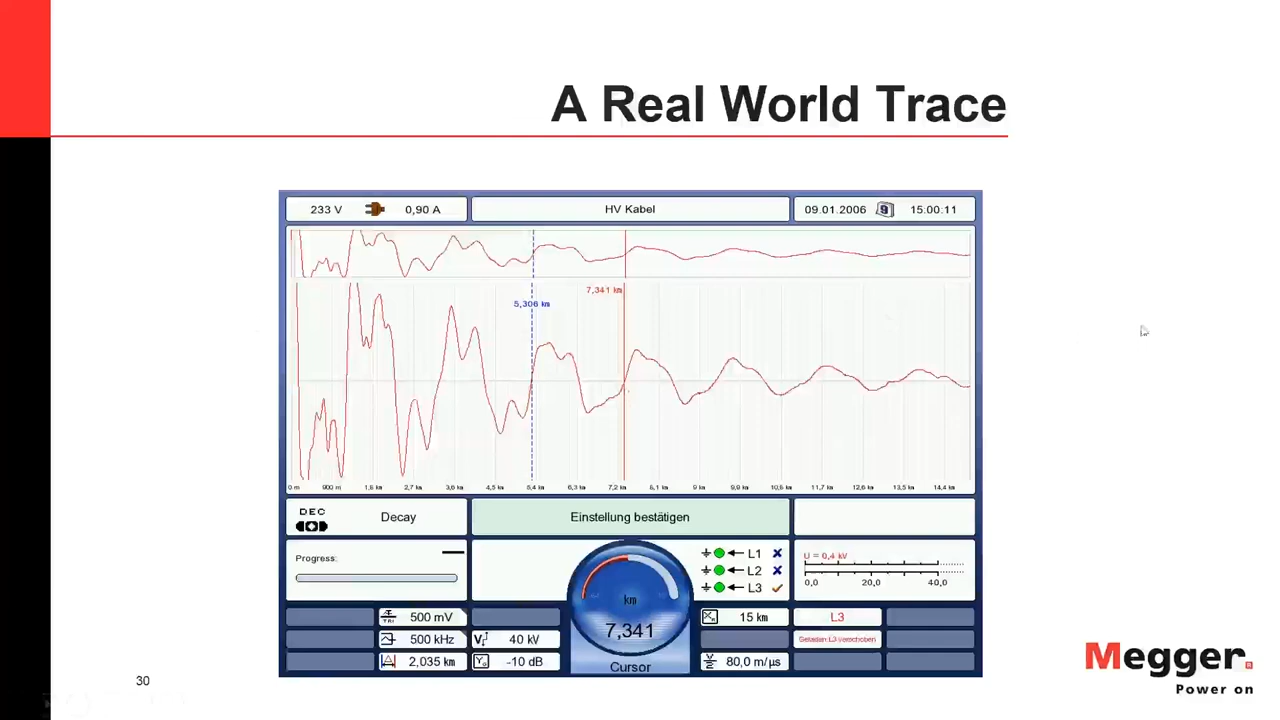 A Real World Trace
233 V 0,90 A
HV Kabel
09.01.2006 9 15:00:11
7,341 km
5,306 km
0 m 900 m 1,8 km 2,7 km 3,6 km 4,5 km 5,4 km 6,3 km 7,2 km 8,1 km 9 km 9,9 km 10,8 km 11,7 km 12,6 km 13,5 km 14,4 km
DEC
Decay
Einstellung bestätigen
Progress:
L1
L2
L3
U = 0,4 kV
0,0 20,0 40,0
TRI 500 mV
500 kHz
2,035 km
40 kV
-10 dB
km
7,341
Cursor
15 km
80,0 m/µs
L3
30
Megger
Power on